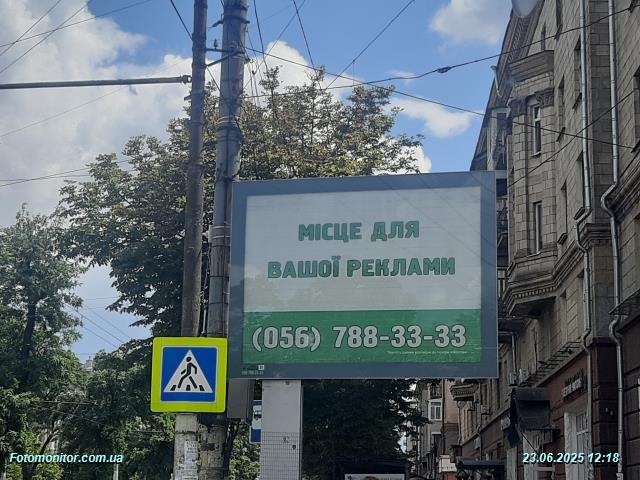 МІСЦЕ ДЛЯ
ВАШОЇ РЕКЛАМИ
(056) 788-33-33
Fotomonitor.com.ua
23.06.2025 12:18